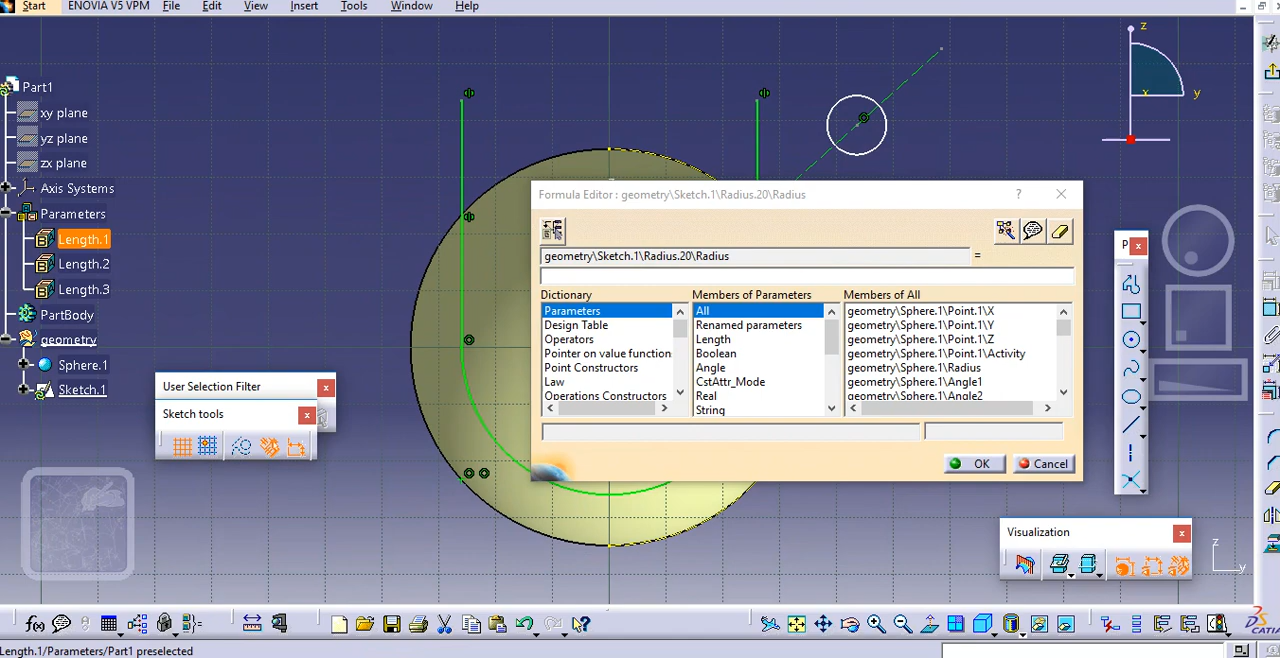 Start ENOVIA V5 VPM File Edit View Insert Tools Window Help
z
x
y
Part1
xy plane
yz plane
zx plane
Axis Systems
Parameters
Length.1
Length.2
Length.3
PartBody
geometry
Sphere.1
Sketch.1
User Selection Filter
Sketch tools
Formula Editor : geometry\Sketch.1\Radius.20\Radius
geometry\Sketch.1\Radius.20\Radius =
Dictionary Members of Parameters Members of All
Parameters All geometry\Sphere.1\Point.1\X
Design Table Renamed parameters geometry\Sphere.1\Point.1\Y
Operators Length geometry\Sphere.1\Point.1\Z
Pointer on value function Boolean geometry\Sphere.1\Point.1\Activity
Point Constructors Angle geometry\Sphere.1\Radius
Law CstAttr_Mode geometry\Sphere.1\Angle1
Operations Constructors Real geometry\Sphere.1\Angle2
String
OK Cancel
P
Visualization
z
y
f(x)
CATIA
Length.1/Parameters/Part1 preselected